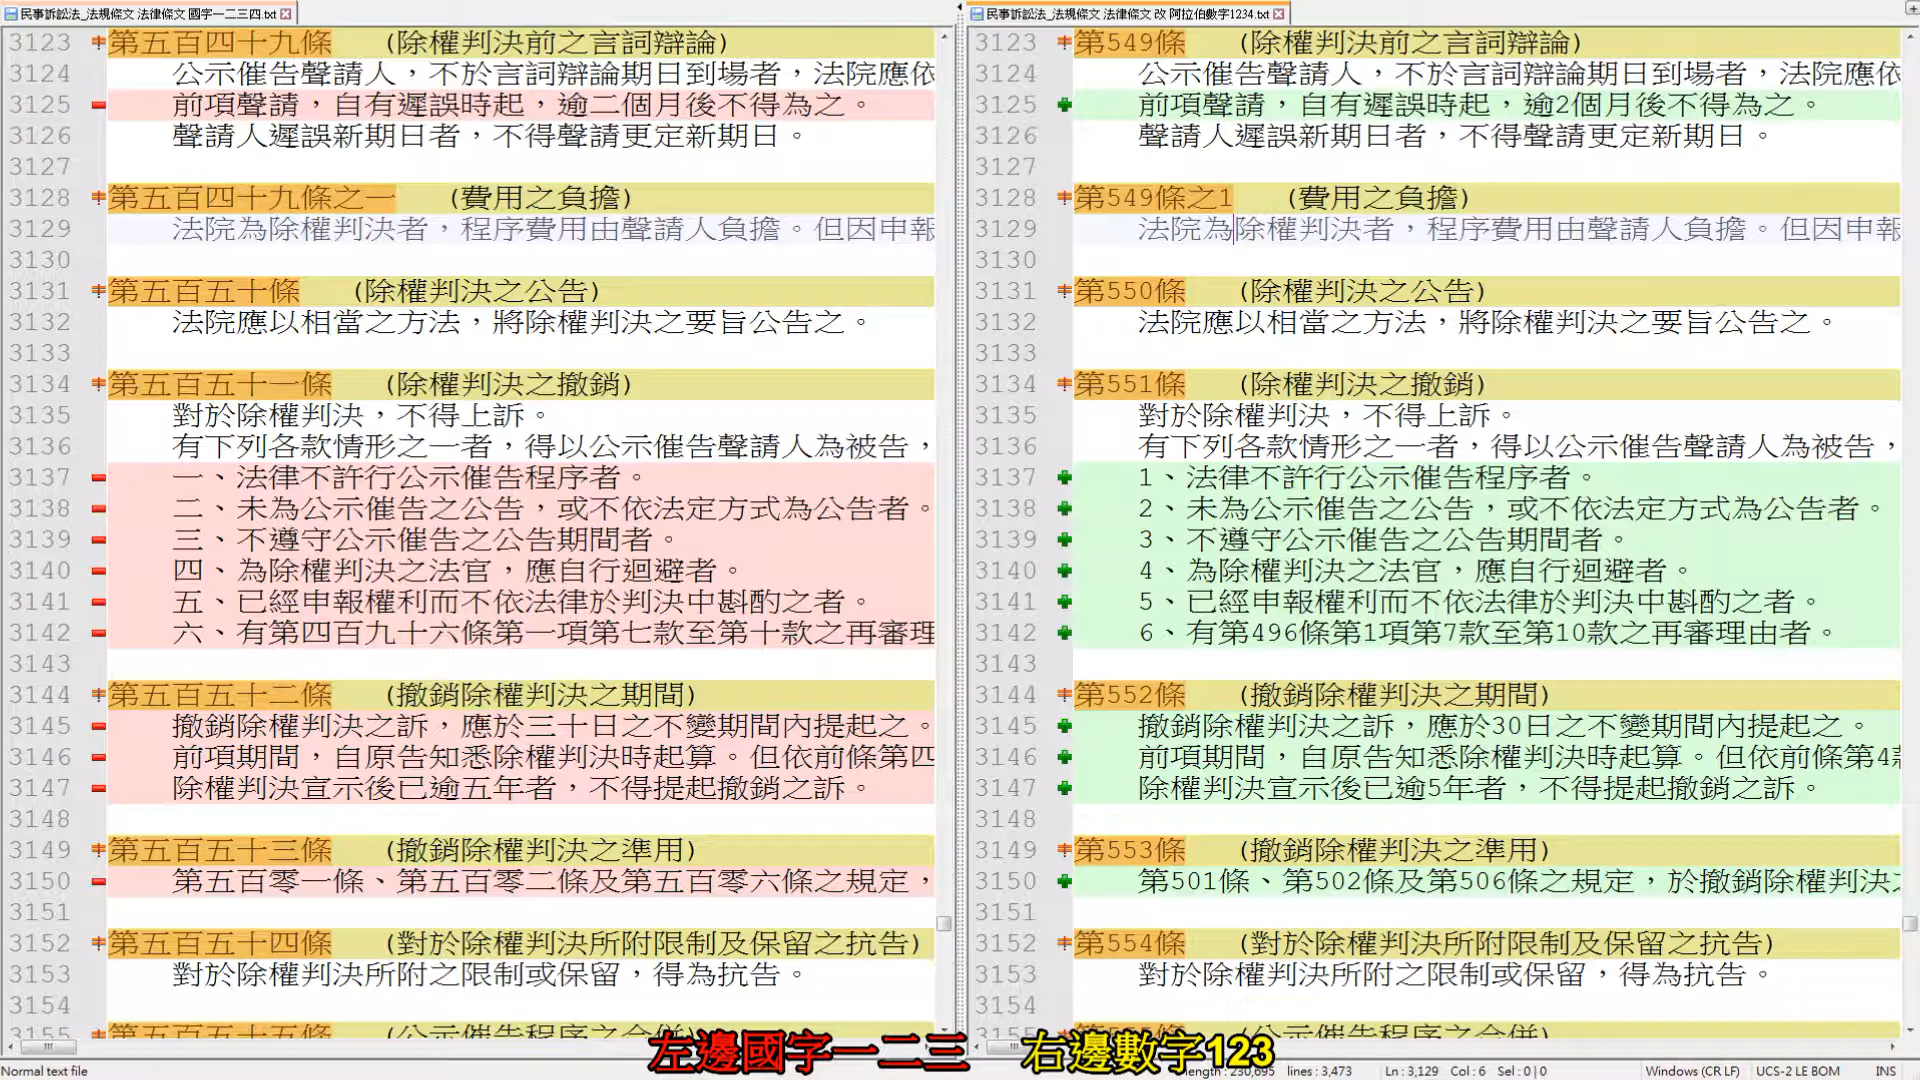 民事訴訟法_法規條文 法律條文 國字一二三四.txt
3123 第五百四十九條 (除權判決前之言詞辯論)
3124 公示催告聲請人，不於言詞辯論期日到場者，法院應依
3125 前項聲請，自有遲誤時起，逾二個月後不得為之。
3126 聲請人遲誤新期日者，不得聲請更定新期日。
3127
3128 第五百四十九條之一 (費用之負擔)
3129 法院為除權判決者，程序費用由聲請人負擔。但因申報
3130
3131 第五百五十條 (除權判決之公告)
3132 法院應以相當之方法，將除權判決之要旨公告之。
3133
3134 第五百五十一條 (除權判決之撤銷)
3135 對於除權判決，不得上訴。
3136 有下列各款情形之一者，得以公示催告聲請人為被告，
3137 一、法律不許行公示催告程序者。
3138 二、未為公示催告之公告，或不依法定方式為公告者。
3139 三、不遵守公示催告之公告期間者。
3140 四、為除權判決之法官，應自行迴避者。
3141 五、已經申報權利而不依法律於判決中斟酌之者。
3142 六、有第四百九十六條第一項第七款至第十款之再審理
3143
3144 第五百五十二條 (撤銷除權判決之期間)
3145 撤銷除權判決之訴，應於三十日之不變期間內提起之。
3146 前項期間，自原告知悉除權判決時起算。但依前條第四
3147 除權判決宣示後已逾五年者，不得提起撤銷之訴。
3148
3149 第五百五十三條 (撤銷除權判決之準用)
3150 第五百零一條、第五百零二條及第五百零六條之規定，
3151
3152 第五百五十四條 (對於除權判決所附限制及保留之抗告)
3153 對於除權判決所附之限制或保留，得為抗告。
3154
3155 第五百五十五條 (公示催告程序之合併)
民事訴訟法_法規條文 法律條文 改 阿拉伯數字1234.txt
3123 第549條 (除權判決前之言詞辯論)
3124 公示催告聲請人，不於言詞辯論期日到場者，法院應依
3125 前項聲請，自有遲誤時起，逾2個月後不得為之。
3126 聲請人遲誤新期日者，不得聲請更定新期日。
3127
3128 第549條之1 (費用之負擔)
3129 法院為除權判決者，程序費用由聲請人負擔。但因申報
3130
3131 第550條 (除權判決之公告)
3132 法院應以相當之方法，將除權判決之要旨公告之。
3133
3134 第551條 (除權判決之撤銷)
3135 對於除權判決，不得上訴。
3136 有下列各款情形之一者，得以公示催告聲請人為被告，
3137 1、法律不許行公示催告程序者。
3138 2、未為公示催告之公告，或不依法定方式為公告者。
3139 3、不遵守公示催告之公告期間者。
3140 4、為除權判決之法官，應自行迴避者。
3141 5、已經申報權利而不依法律於判決中斟酌之者。
3142 6、有第496條第1項第7款至第10款之再審理由者。
3143
3144 第552條 (撤銷除權判決之期間)
3145 撤銷除權判決之訴，應於30日之不變期間內提起之。
3146 前項期間，自原告知悉除權判決時起算。但依前條第4款
3147 除權判決宣示後已逾5年者，不得提起撤銷之訴。
3148
3149 第553條 (撤銷除權判決之準用)
3150 第501條、第502條及第506條之規定，於撤銷除權判決之
3151
3152 第554條 (對於除權判決所附限制及保留之抗告)
3153 對於除權判決所附之限制或保留，得為抗告。
3154
3155 第555條 (公示催告程序之合併)
左邊國字一二三 右邊數字123
Normal text file length : 230,695 lines : 3,473 Ln : 3,129 Col : 6 Sel : 0 | 0 Windows (CR LF) UCS-2 LE BOM INS